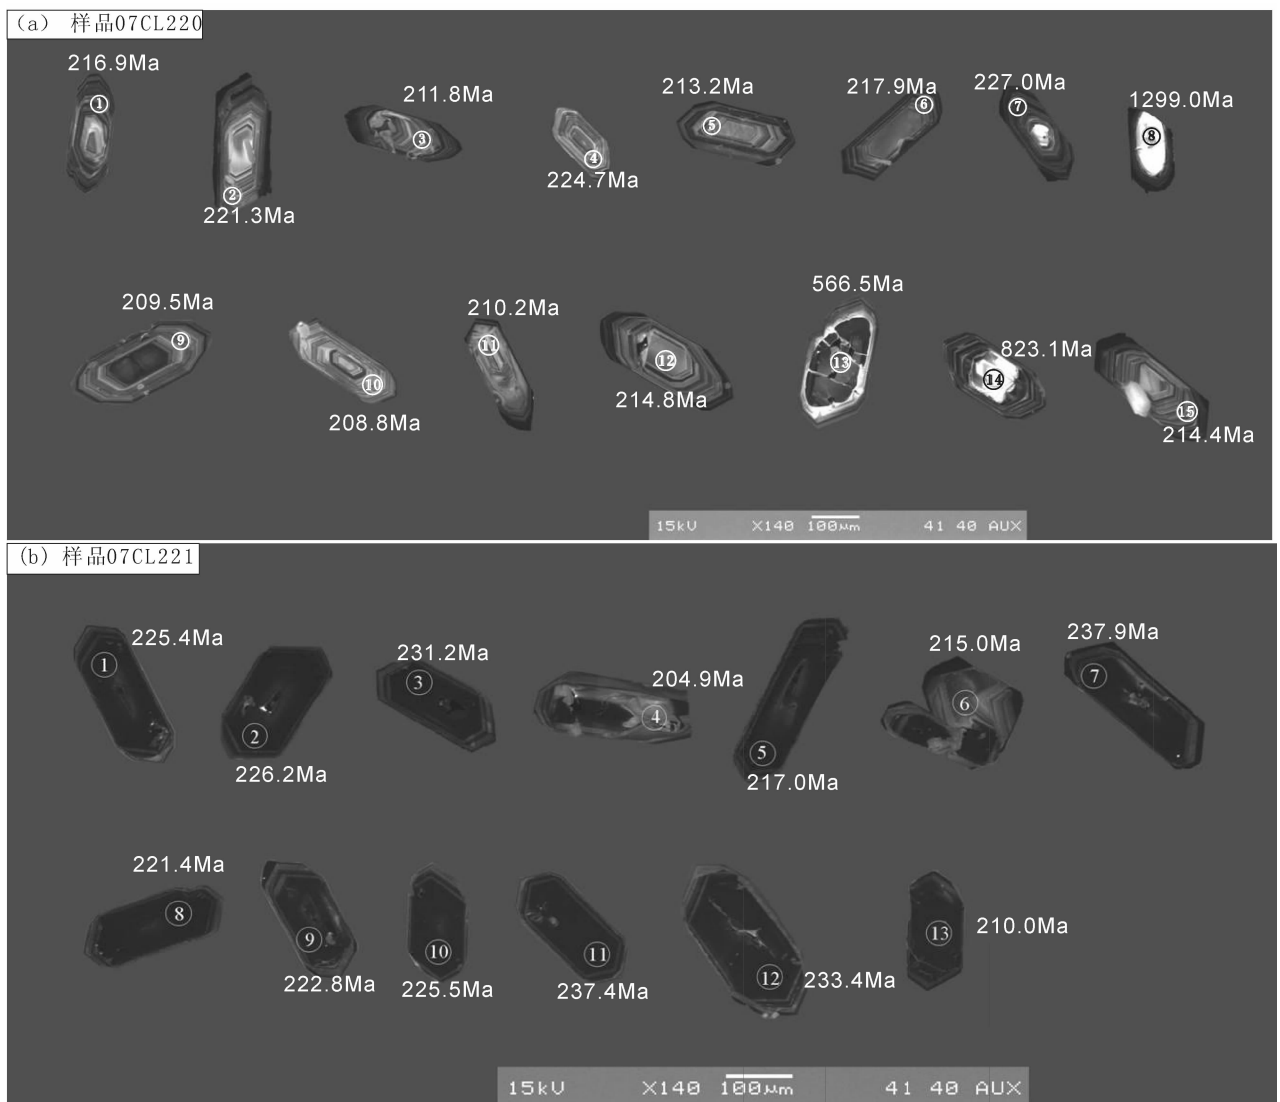 (a) 样品07CL220
216.9Ma
211.8Ma
213.2Ma
217.9Ma
227.0Ma
1299.0Ma
① ② ③ ④ ⑤ ⑥ ⑦ ⑧
221.3Ma
224.7Ma
209.5Ma
210.2Ma
566.5Ma
823.1Ma
⑨ ⑩ ⑪ ⑫ ⑬ ⑭ ⑮
208.8Ma
214.8Ma
214.4Ma
15kV X140 100μm 41 40 AUX
(b) 样品07CL221
225.4Ma
231.2Ma
204.9Ma
215.0Ma
237.9Ma
① ② ③ ④ ⑤ ⑥ ⑦
226.2Ma
217.0Ma
221.4Ma
⑧ ⑨ ⑩ ⑪ ⑫ ⑬
210.0Ma
222.8Ma
225.5Ma
237.4Ma
233.4Ma
15kV X140 100μm 41 40 AUX